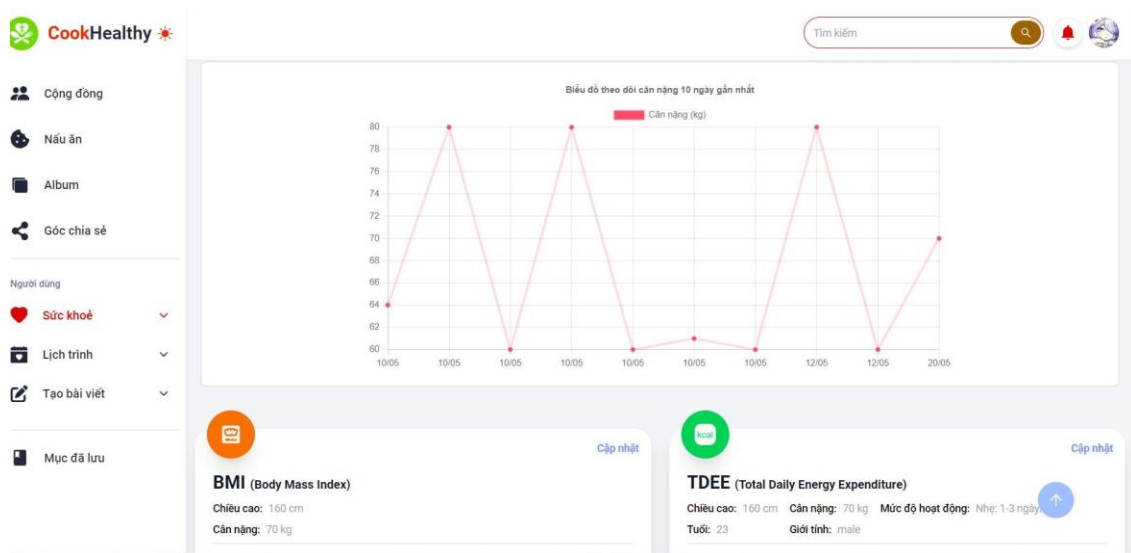 CookHealthy
Tìm kiếm
Cộng đồng
Nấu ăn
Album
Góc chia sẻ
Người dùng
Sức khoẻ
Lịch trình
Tạo bài viết
Mục đã lưu
Biểu đồ theo dõi cân nặng 10 ngày gần nhất
Cân nặng (kg)
80
78
76
74
72
70
68
66
64
62
60
10/05 10/05 10/05 10/05 10/05 10/05 10/05 12/05 12/05 20/05
Cập nhật
BMI (Body Mass Index)
Chiều cao: 160 cm
Cân nặng: 70 kg
kcal
Cập nhật
TDEE (Total Daily Energy Expenditure)
Chiều cao: 160 cm Cân nặng: 70 kg Mức độ hoạt động: Nhẹ: 1-3 ngày
Tuổi: 23 Giới tính: male